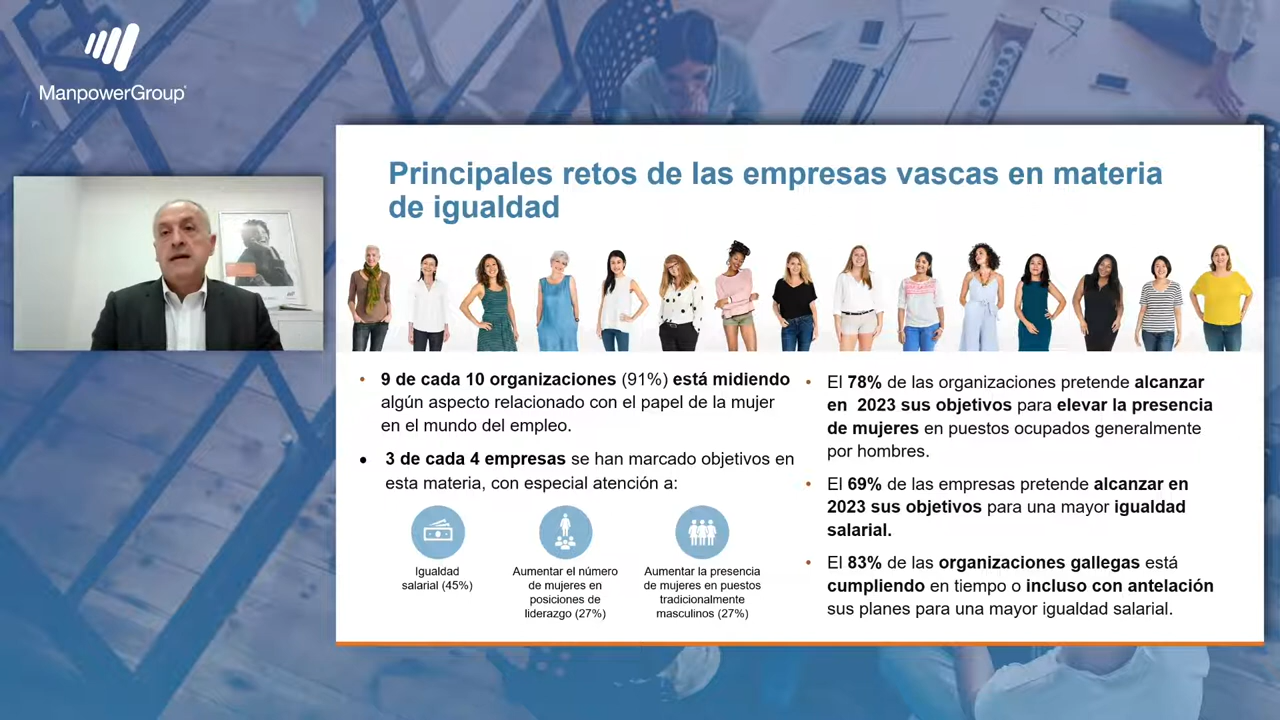 ManpowerGroup
Principales retos de las empresas vascas en materia
de igualdad
• 9 de cada 10 organizaciones (91%) está midiendo
algún aspecto relacionado con el papel de la mujer
en el mundo del empleo.
• 3 de cada 4 empresas se han marcado objetivos en
esta materia, con especial atención a:
Igualdad
salarial (45%)
Aumentar el número
de mujeres en
posiciones de
liderazgo (27%)
Aumentar la presencia
de mujeres en puestos
tradicionalmente
masculinos (27%)
• El 78% de las organizaciones pretende alcanzar
en 2023 sus objetivos para elevar la presencia
de mujeres en puestos ocupados generalmente
por hombres.
• El 69% de las empresas pretende alcanzar en
2023 sus objetivos para una mayor igualdad
salarial.
• El 83% de las organizaciones gallegas está
cumpliendo en tiempo o incluso con antelación
sus planes para una mayor igualdad salarial.